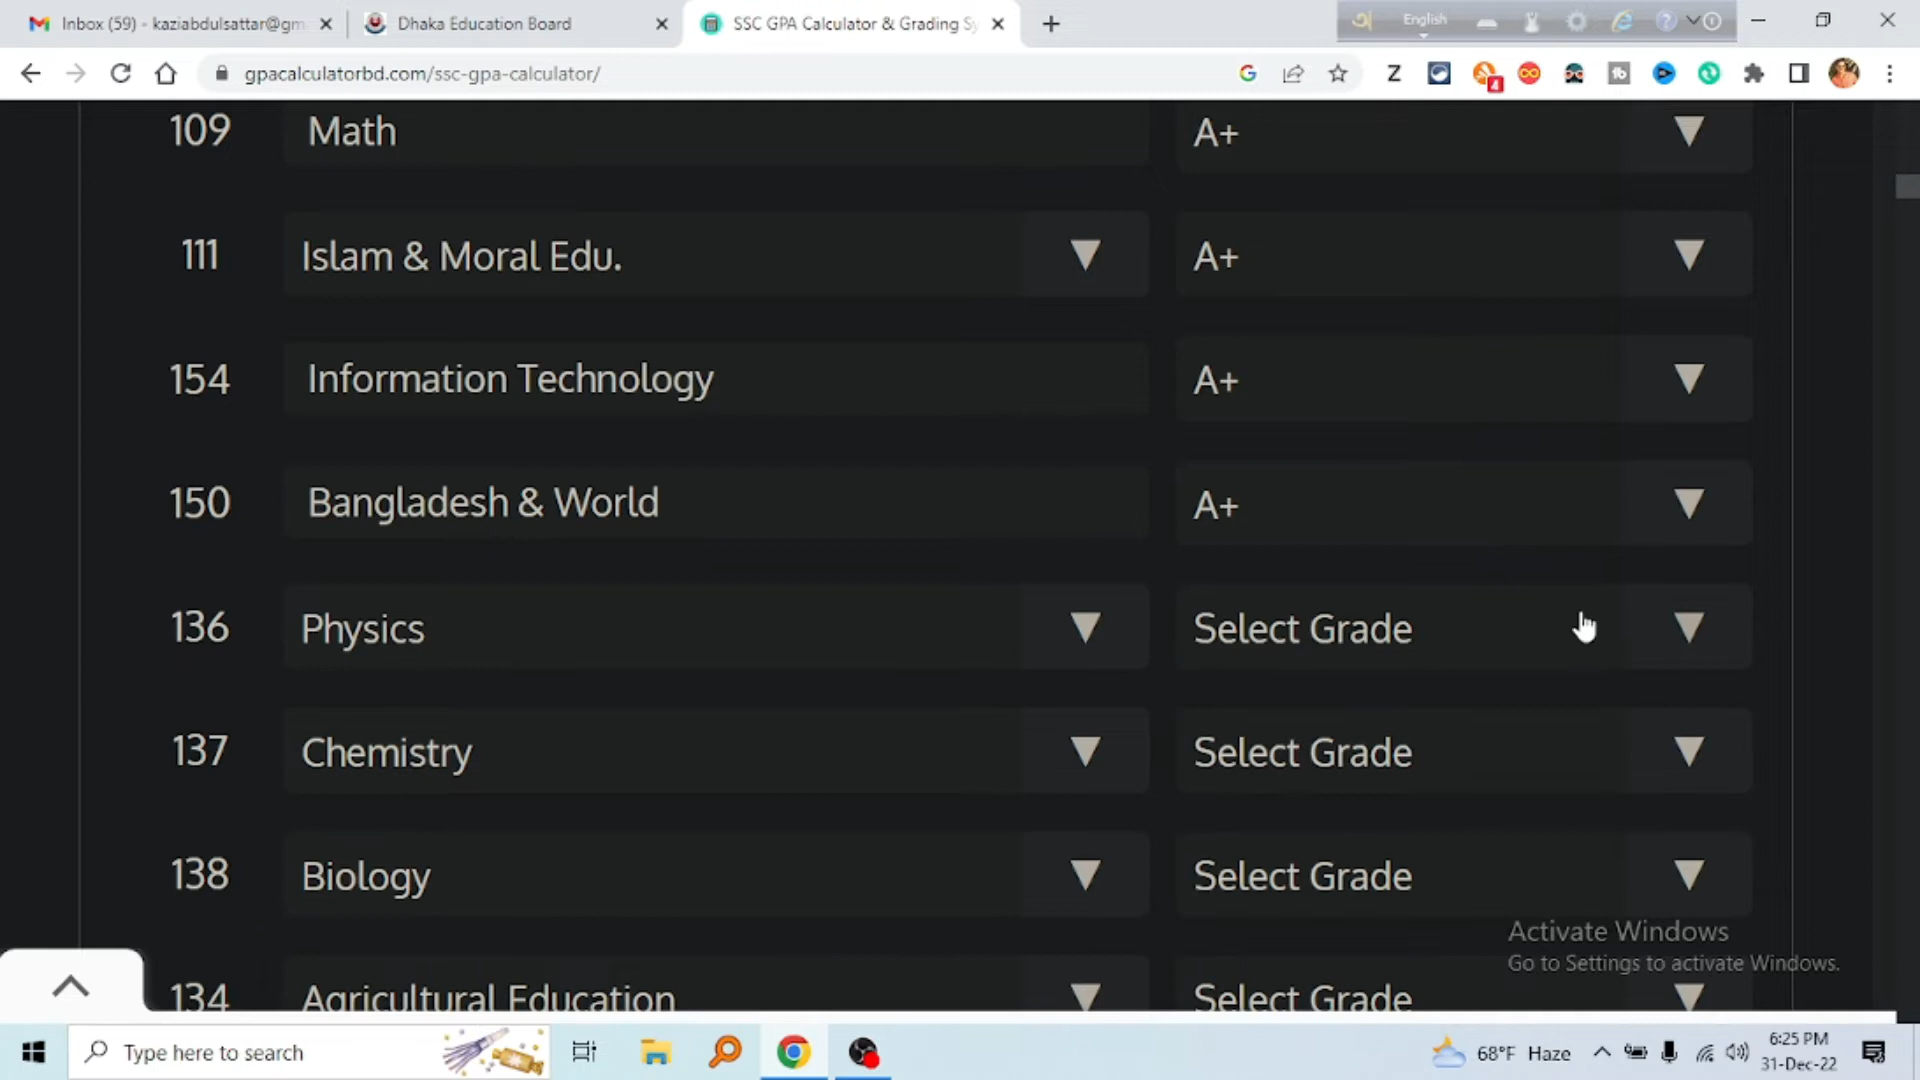 Inbox (59) - kaziabdulsattar@gm
Dhaka Education Board
SSC GPA Calculator & Grading Sy
English
gpacalculatorbd.com/ssc-gpa-calculator/
Z
4
109 Math A+
111 Islam & Moral Edu. A+
154 Information Technology A+
150 Bangladesh & World A+
136 Physics Select Grade
137 Chemistry Select Grade
138 Biology Select Grade
134 Agricultural Education Select Grade
Activate Windows
Go to Settings to activate Windows.
Type here to search
68°F Haze
6:25 PM
31-Dec-22